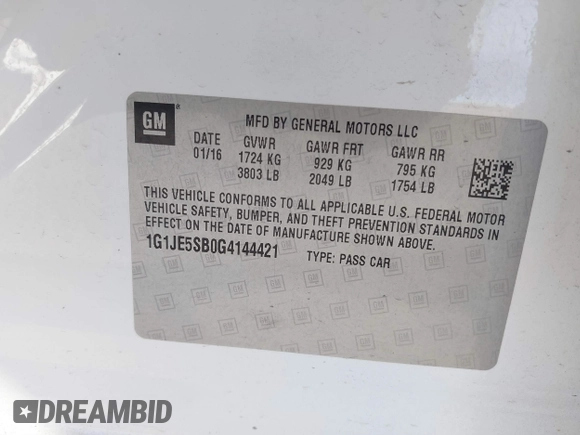 GM
MFD BY GENERAL MOTORS LLC
DATE GVWR GAWR FRT GAWR RR
01/16 1724 KG 929 KG 795 KG
3803 LB 2049 LB 1754 LB
THIS VEHICLE CONFORMS TO ALL APPLICABLE U.S. FEDERAL MOTOR
VEHICLE SAFETY, BUMPER, AND THEFT PREVENTION STANDARDS IN
EFFECT ON THE DATE OF MANUFACTURE SHOWN ABOVE.
1G1JE5SB0G4144421 TYPE: PASS CAR
DREAMBID